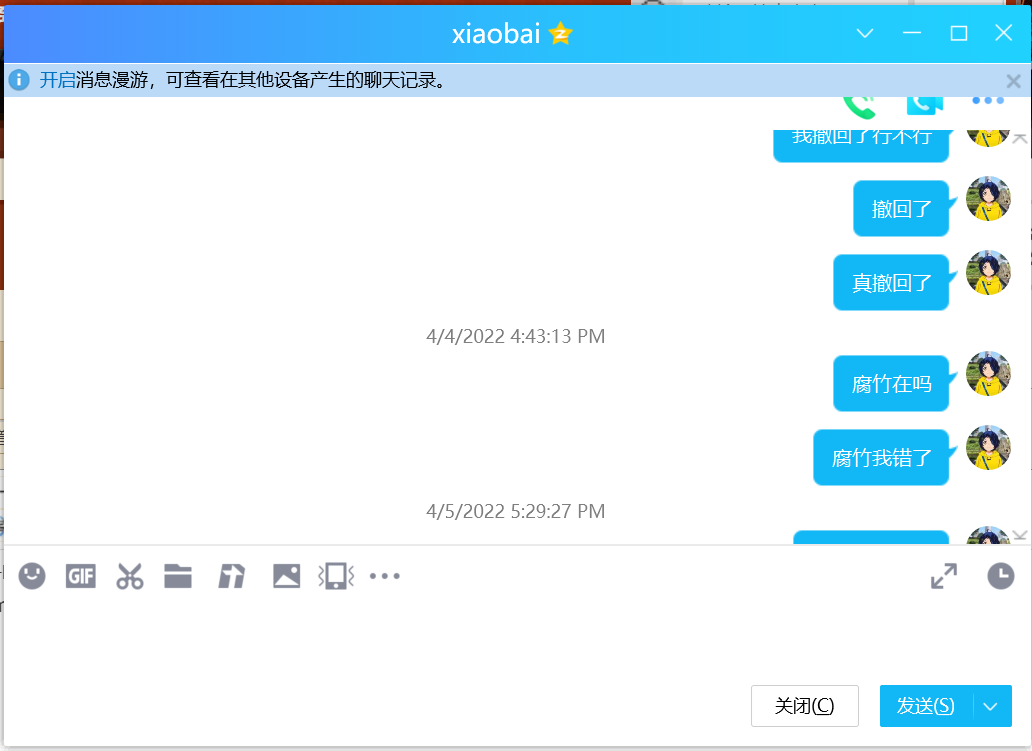 xiaobai
开启消息漫游，可查看在其他设备产生的聊天记录。
我撤回了行不行
撤回了
真撤回了
4/4/2022 4:43:13 PM
腐竹在吗
腐竹我错了
4/5/2022 5:29:27 PM
GIF
关闭(C)
发送(S)